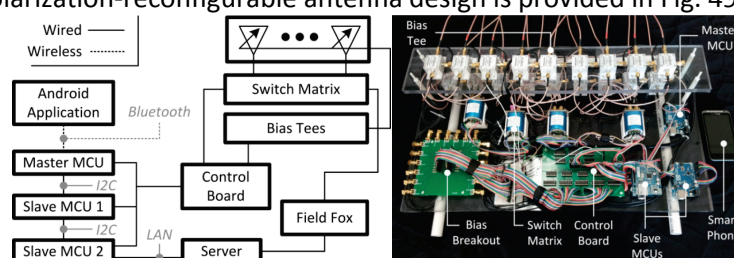 polarization-reconfigurable antenna design is provided in Fig. 45
Wired
Wireless
Android
Application
Bluetooth
Master MCU
I2C
Slave MCU 1
I2C
Slave MCU 2
LAN
Server
Control
Board
Switch Matrix
Bias Tees
Field Fox
Bias
Tee
Master
MCU
Bias
Breakout
Switch
Matrix
Control
Board
Slave
MCUs
Smar
Phon